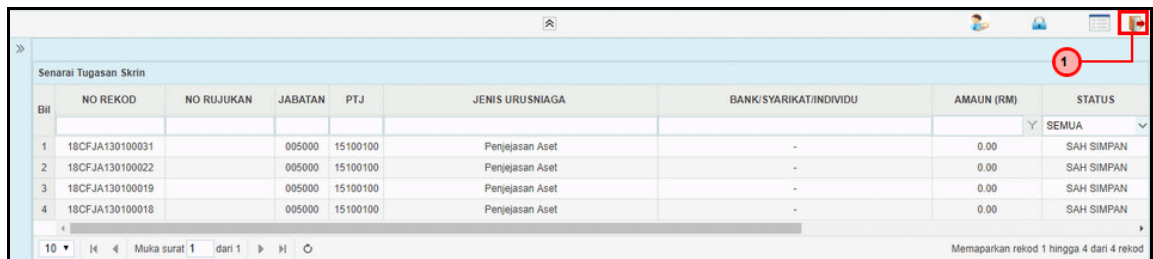 1
Senarai Tugasan Skrin
Bil NO REKOD NO RUJUKAN JABATAN PTJ JENIS URUSNIAGA BANK/SYARIKAT/INDIVIDU AMAUN (RM) STATUS
SEMUA
1 18CFJA130100031 005000 15100100 Penjejasan Aset - 0.00 SAH SIMPAN
2 18CFJA130100022 005000 15100100 Penjejasan Aset - 0.00 SAH SIMPAN
3 18CFJA130100019 005000 15100100 Penjejasan Aset - 0.00 SAH SIMPAN
4 18CFJA130100018 005000 15100100 Penjejasan Aset - 0.00 SAH SIMPAN
10 Muka surat 1 dari 1 Memaparkan rekod 1 hingga 4 dari 4 rekod